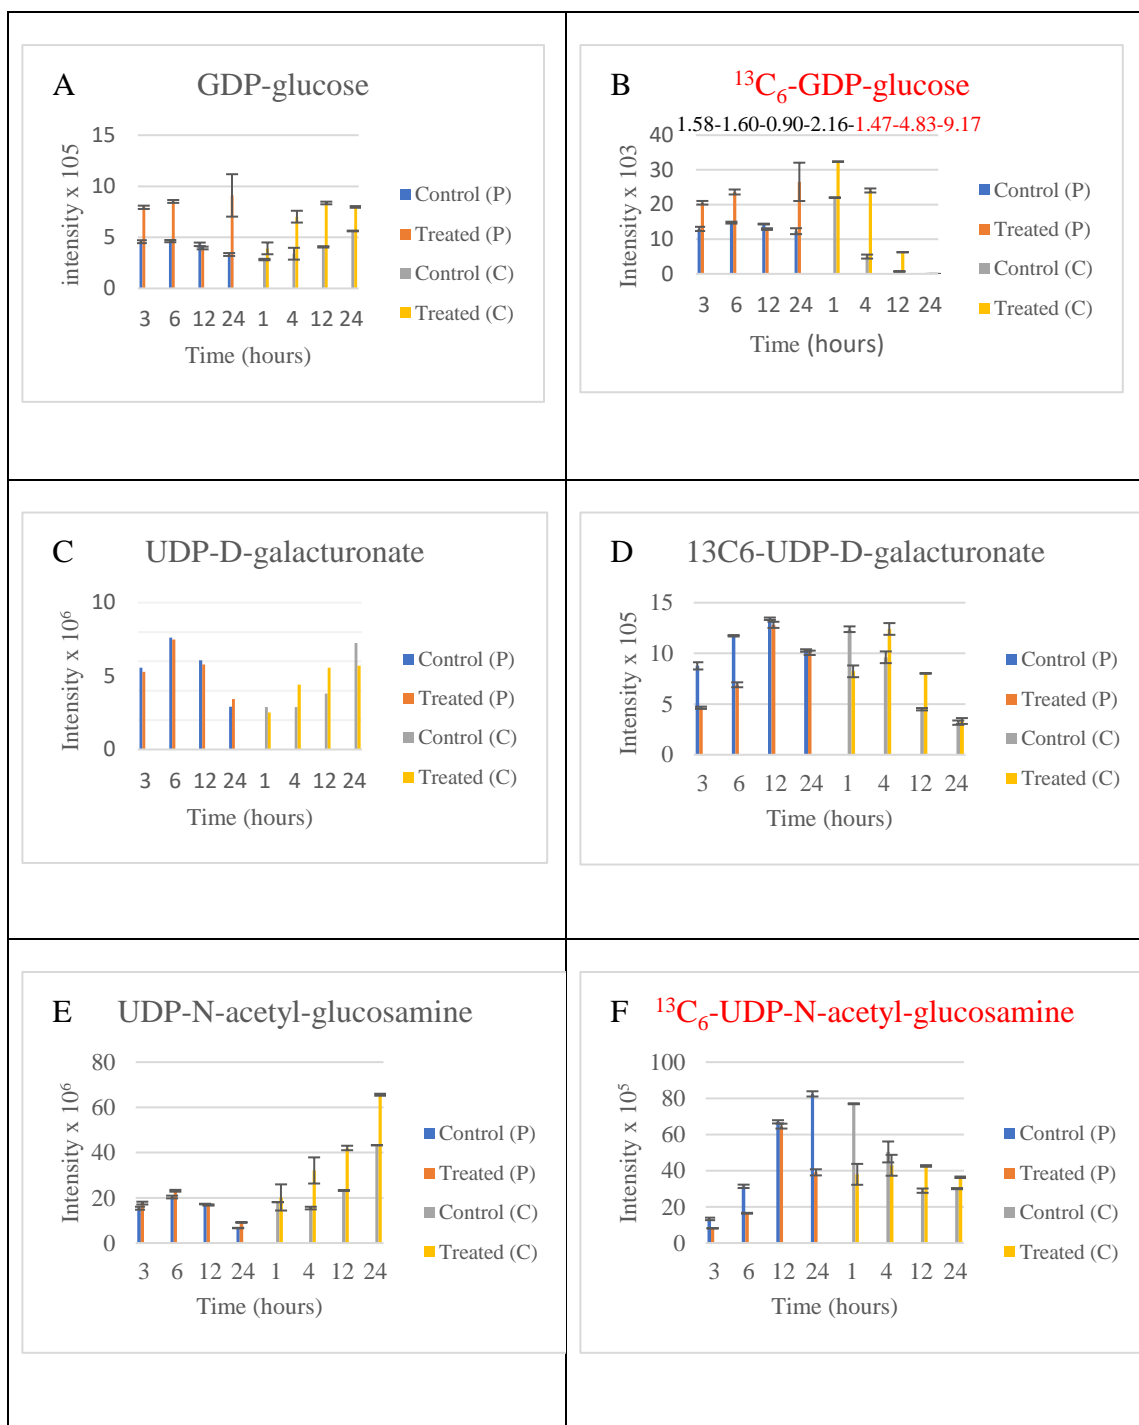 A GDP-glucose
15
10
5
0
intensity x 105
3 6 12 24 1 4 12 24
Time (hours)
Control (P)
Treated (P)
Control (C)
Treated (C)
B ¹³C₆-GDP-glucose
1.58-1.60-0.90-2.16-1.47-4.83-9.17
40
30
20
10
0
Intensity x 103
3 6 12 24 1 4 12 24
Time (hours)
Control (P)
Treated (P)
Control (C)
Treated (C)
C UDP-D-galacturonate
10
5
0
Intensity x 10⁶
3 6 12 24 1 4 12 24
Time (hours)
Control (P)
Treated (P)
Control (C)
Treated (C)
D 13C6-UDP-D-galacturonate
15
10
5
0
Intensity x 105
3 6 12 24 1 4 12 24
Time (hours)
Control (P)
Treated (P)
Control (C)
Treated (C)
E UDP-N-acetyl-glucosamine
80
60
40
20
0
Intensity x 10⁶
3 6 12 24 1 4 12 24
Time (hours)
Control (P)
Treated (P)
Control (C)
Treated (C)
F ¹³C₆-UDP-N-acetyl-glucosamine
100
80
60
40
20
0
Intensity x 10⁵
3 6 12 24 1 4 12 24
Time (hours)
Control (P)
Treated (P)
Control (C)
Treated (C)